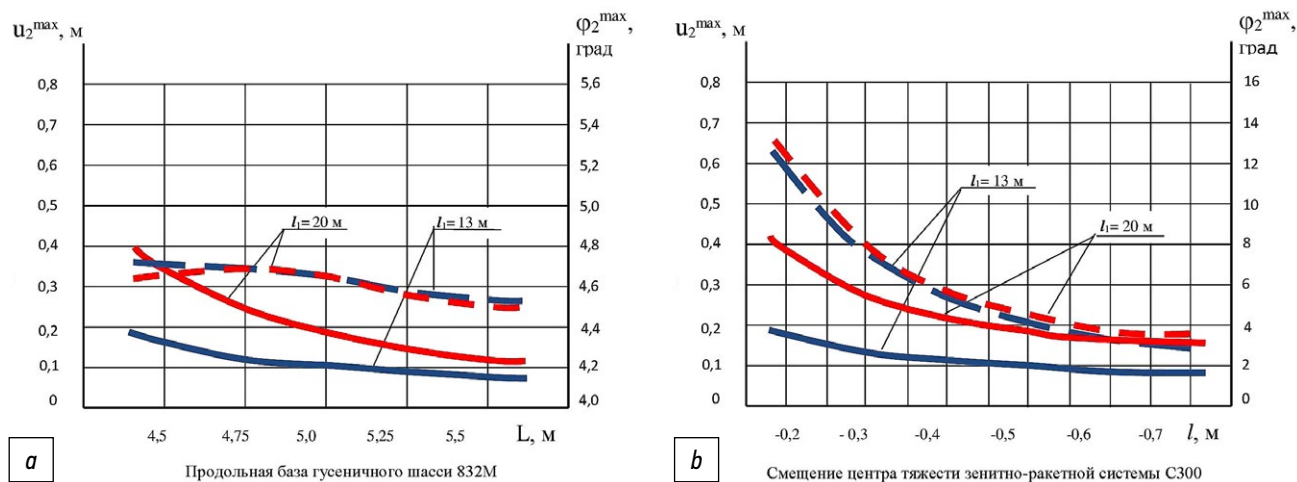 u₂ᵐᵃˣ, м
φ₂ᵐᵃˣ,
град
0,8
0,7
0,6
0,5
0,4
0,3
0,2
0,1
0
5,6
5,4
5,2
5,0
4,8
4,6
4,4
4,2
4,0
l₁= 20 м
l₁= 13 м
4,5 4,75 5,0 5,25 5,5 L, м
a
Продольная база гусеничного шасси 832М
u₂ᵐᵃˣ, м
φ₂ᵐᵃˣ,
град
0,8
0,7
0,6
0,5
0,4
0,3
0,2
0,1
0
16
14
12
10
8
6
4
2
0
l₁= 13 м
l₁= 20 м
-0,2 - 0,3 -0,4 -0,5 -0,6 -0,7 l, м
b
Смещение центра тяжести зенитно-ракетной системы С300